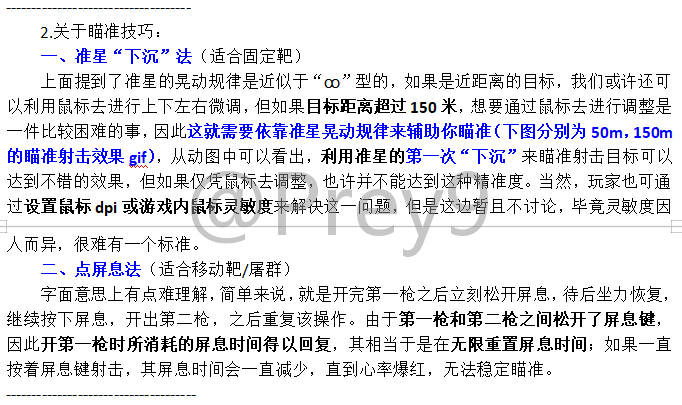 ------------------------------------
2.关于瞄准技巧：
一、准星“下沉”法（适合固定靶）
上面提到了准星的晃动规律是近似于“∞”型的，如果是近距离的目标，我们或许还可
以利用鼠标去进行上下左右微调，但如果目标距离超过 150 米，想要通过鼠标去进行调整是
一件比较困难的事，因此这就需要依靠准星晃动规律来辅助你瞄准（下图分别为 50m，150m
的瞄准射击效果 gif），从动图中可以看出，利用准星的第一次“下沉”来瞄准射击目标可以
达到不错的效果，但如果仅凭鼠标去调整，也许并不能达到这种精准度。当然，玩家也可通
过设置鼠标 dpi 或游戏内鼠标灵敏度来解决这一问题，但是这边暂且不讨论，毕竟灵敏度因
人而异，很难有一个标准。
二、点屏息法（适合移动靶/屠群）
字面意思上有点难理解，简单来说，就是开完第一枪之后立刻松开屏息，待后坐力恢复，
继续按下屏息，开出第二枪，之后重复该操作。由于第一枪和第二枪之间松开了屏息键，
因此开第一枪时所消耗的屏息时间得以回复，其相当于是在无限重置屏息时间；如果一直
按着屏息键射击，其屏息时间会一直减少，直到心率爆红，无法稳定瞄准。
------------------------------------
@Prey9